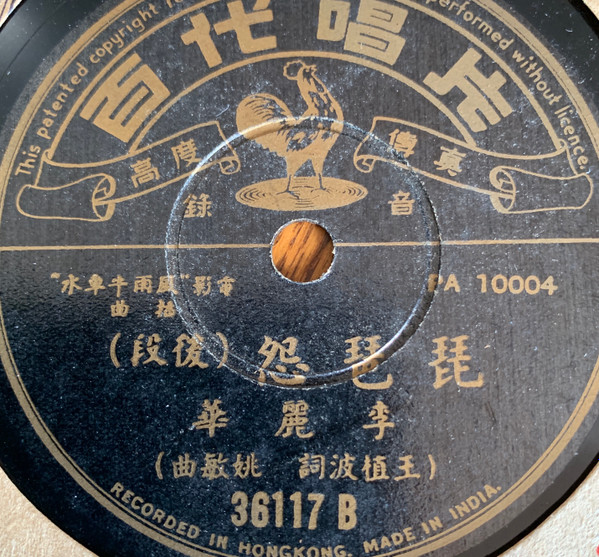 This patented copyright
performed without licence.
百代唱片
高度傳真
錄音
電影"風雨牛車水"
插曲
PA 10004
琵琶怨(後段)
李麗華
(王植波詞 姚敏曲)
36117 B
RECORDED IN HONGKONG. MADE IN INDIA.